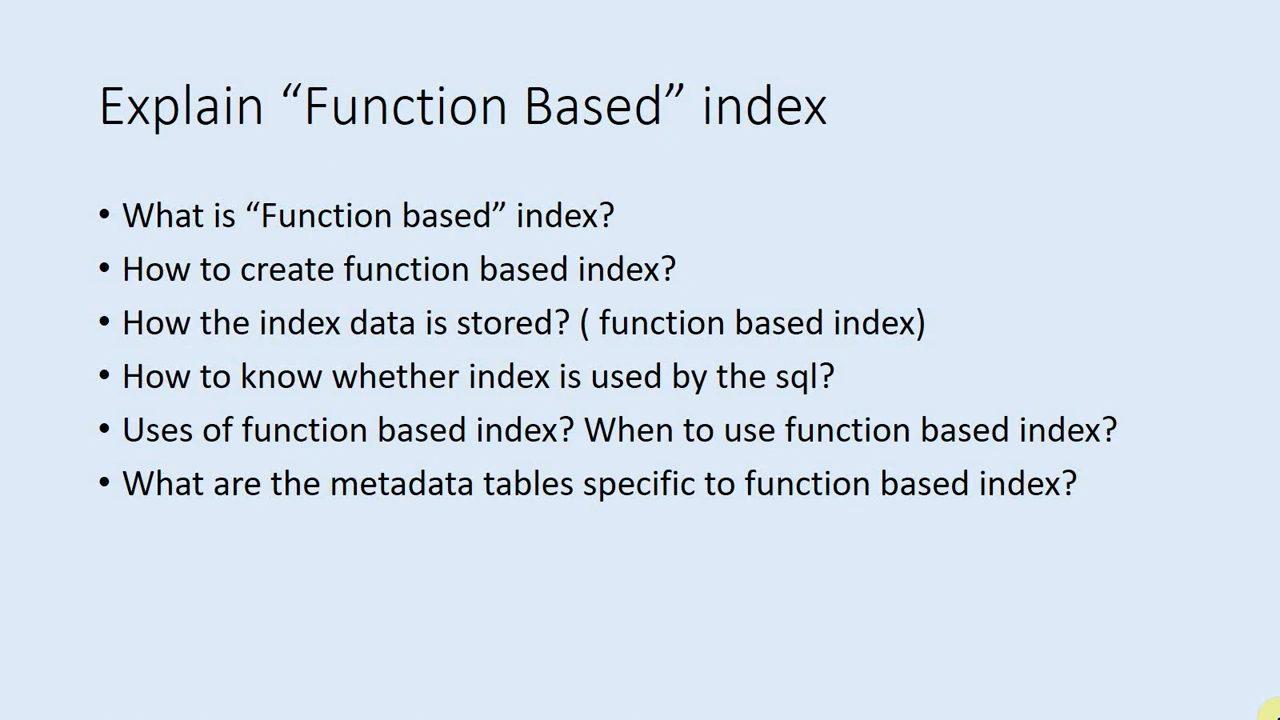 Explain “Function Based” index
• What is “Function based” index?
• How to create function based index?
• How the index data is stored? ( function based index)
• How to know whether index is used by the sql?
• Uses of function based index? When to use function based index?
• What are the metadata tables specific to function based index?